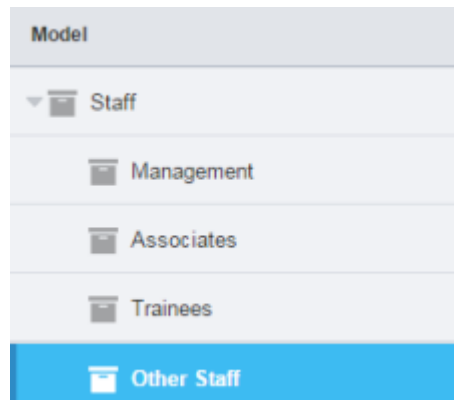 Model
Staff
Management
Associates
Trainees
Other Staff